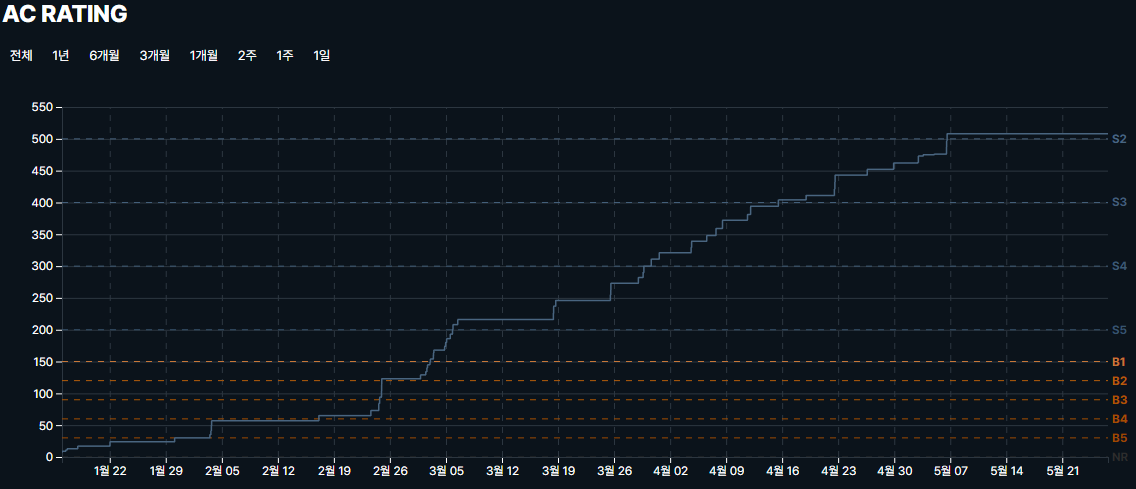 AC RATING
전체 1년 6개월 3개월 1개월 2주 1주 1일
550
500 S2
450
400 S3
350
300 S4
250
200 S5
150 B1
B2
100
B3
B4
50
B5
0 NR
1월 22 1월 29 2월 05 2월 12 2월 19 2월 26 3월 05 3월 12 3월 19 3월 26 4월 02 4월 09 4월 16 4월 23 4월 30 5월 07 5월 14 5월 21